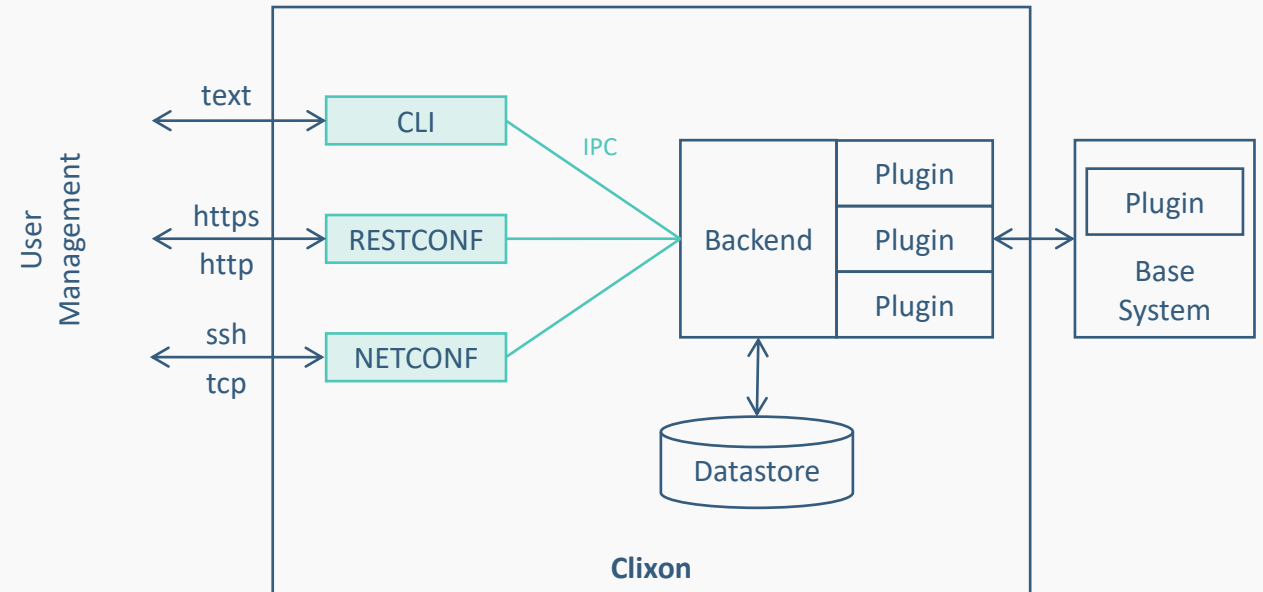 User
Management
text
https
http
ssh
tcp
CLI
RESTCONF
NETCONF
IPC
Backend
Plugin
Plugin
Plugin
Datastore
Clixon
Plugin
Base
System